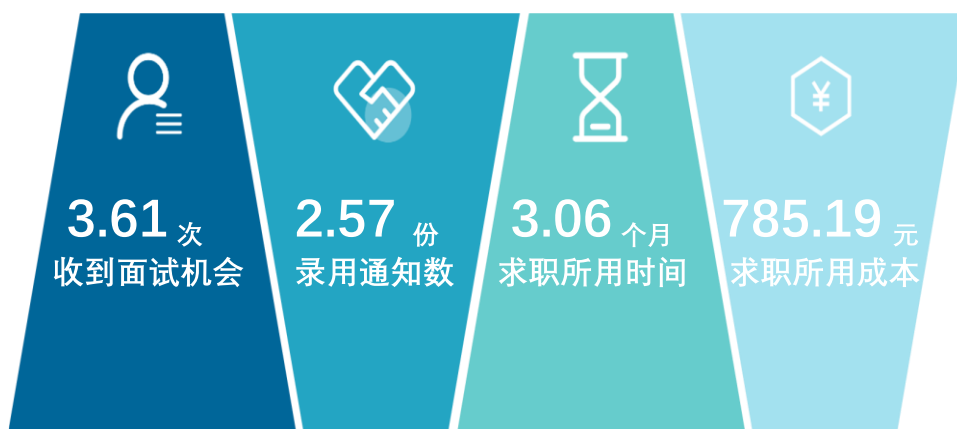 3.61 次
收到面试机会
2.57 份
录用通知数
3.06 个月
求职所用时间
¥
785.19 元
求职所用成本